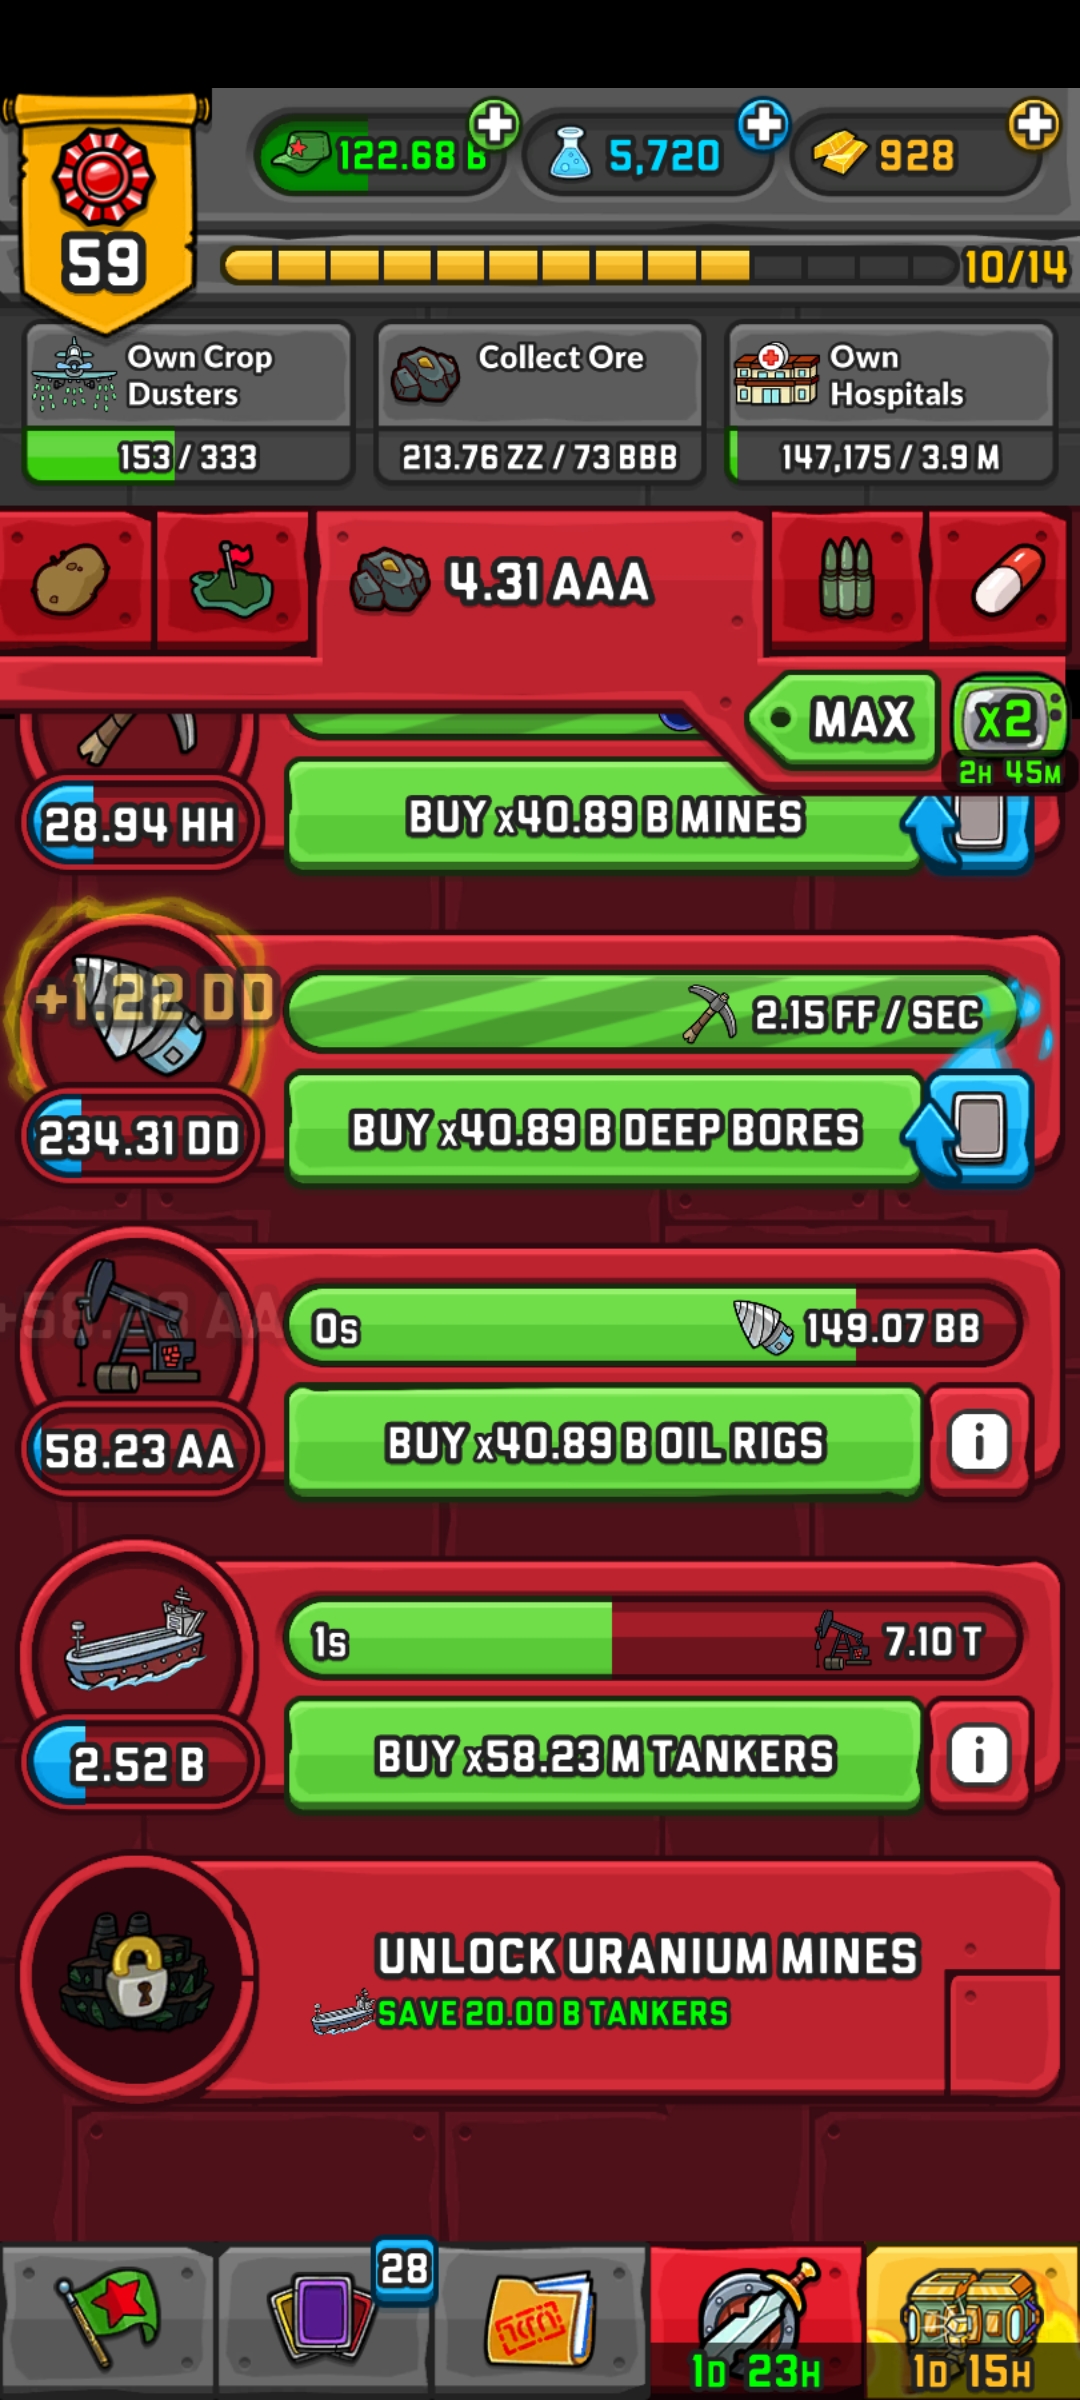 122.68 B
5,720
928
59
10/14
Own Crop
Dusters
153 / 333
Collect Ore
213.76 ZZ / 73 BBB
Own
Hospitals
147,175 / 3.9 M
4.31 AAA
MAX
x2
2H 45M
28.94 HH
BUY x40.89 B MINES
+1.22 DD
2.15 FF / SEC
234.31 DD
BUY x40.89 B DEEP BORES
+58.23 AA
0s
149.07 BB
58.23 AA
BUY x40.89 B OIL RIGS
i
1s
7.10 T
2.52 B
BUY x58.23 M TANKERS
i
UNLOCK URANIUM MINES
SAVE 20.00 B TANKERS
28
1D 23H
1D 15H